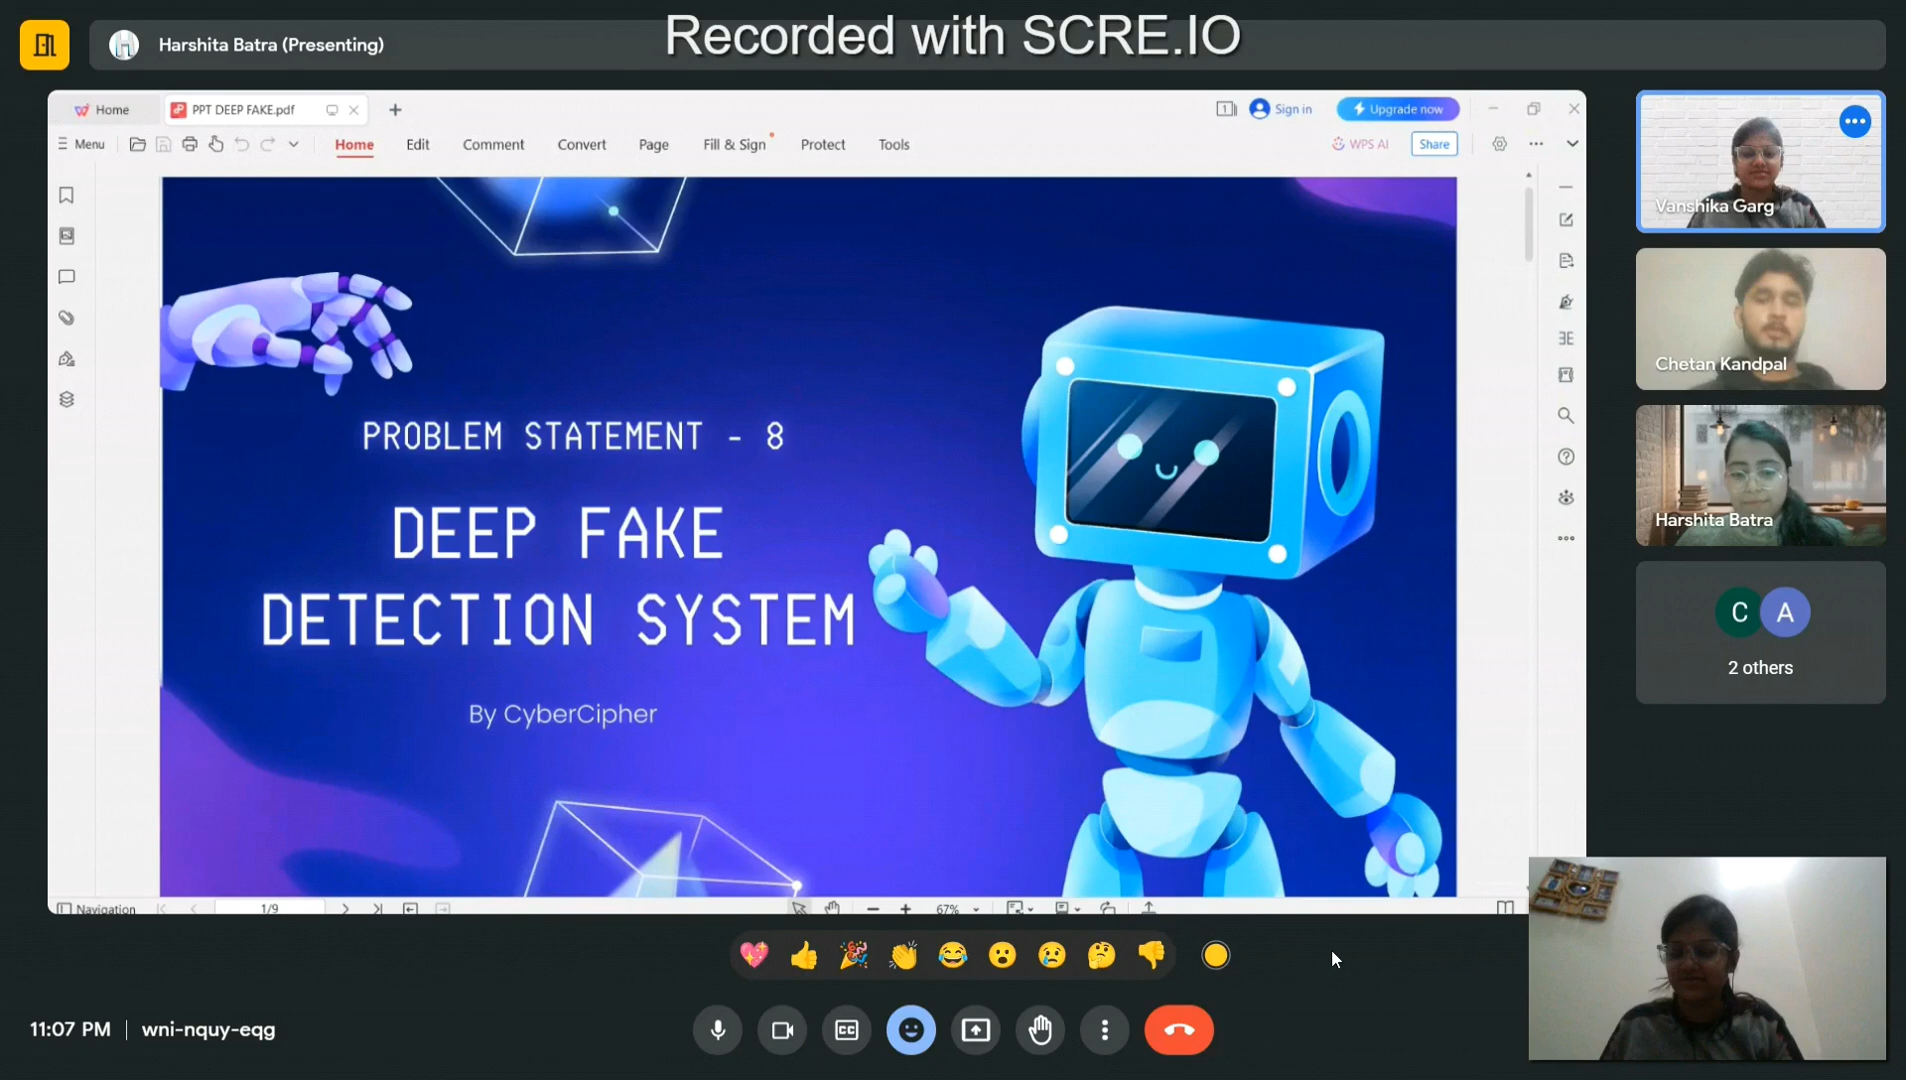 Recorded with SCRE.IO
Harshita Batra (Presenting)
Home
PPT DEEP FAKE.pdf
1
Sign in
Upgrade now
Menu
Home
Edit
Comment
Convert
Page
Fill & Sign
Protect
Tools
WPS AI
Share
PROBLEM STATEMENT - 8
DEEP FAKE
DETECTION SYSTEM
By CyberCipher
Navigation
1/9
67%
Vanshika Garg
Chetan Kandpal
Harshita Batra
C A
2 others
11:07 PM | wni-nquy-eqg
CC